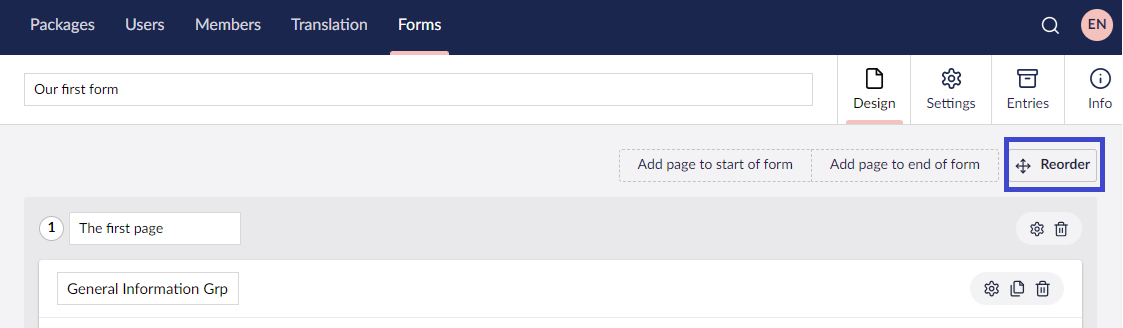 Packages Users Members Translation Forms EN
Our first form
Design Settings Entries Info
Add page to start of form Add page to end of form Reorder
1 The first page
General Information Grp